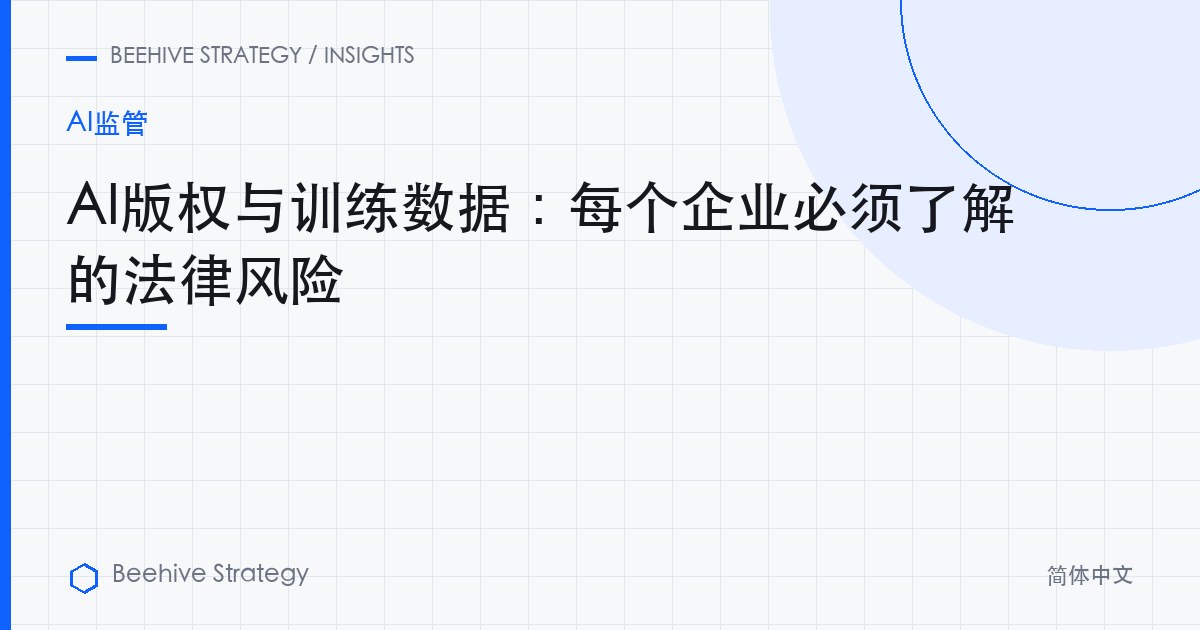 BEEHIVE STRATEGY / INSIGHTS
AI监管
AI版权与训练数据：每个企业必须了解
的法律风险
Beehive Strategy
简体中文